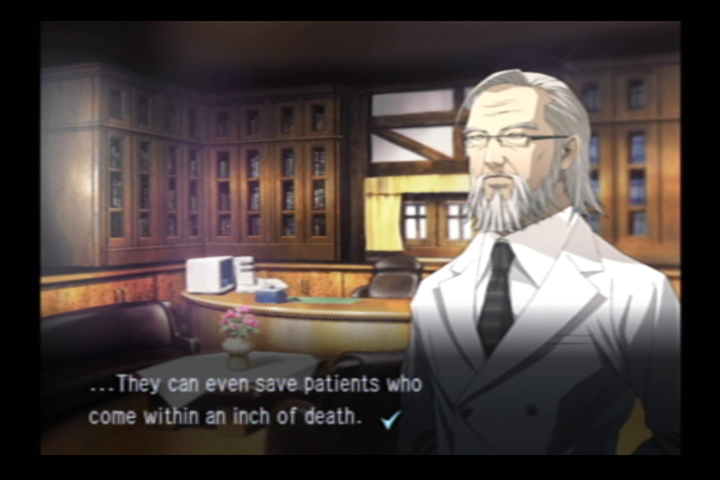 ...They can even save patients who
come within an inch of death.